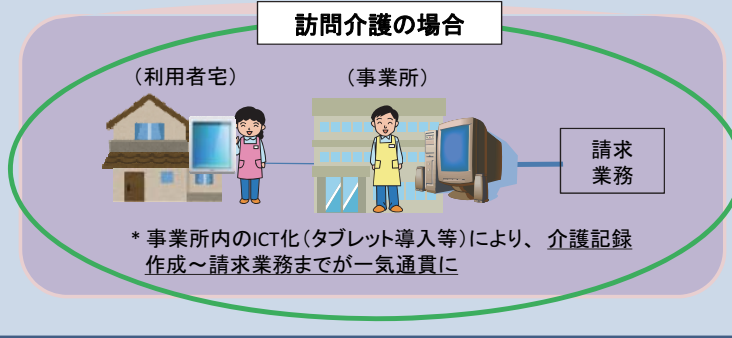 訪問介護の場合
（利用者宅）
（事業所）
請求
業務
* 事業所内のICT化（タブレット導入等）により、 介護記録
作成～請求業務までが一気通貫に